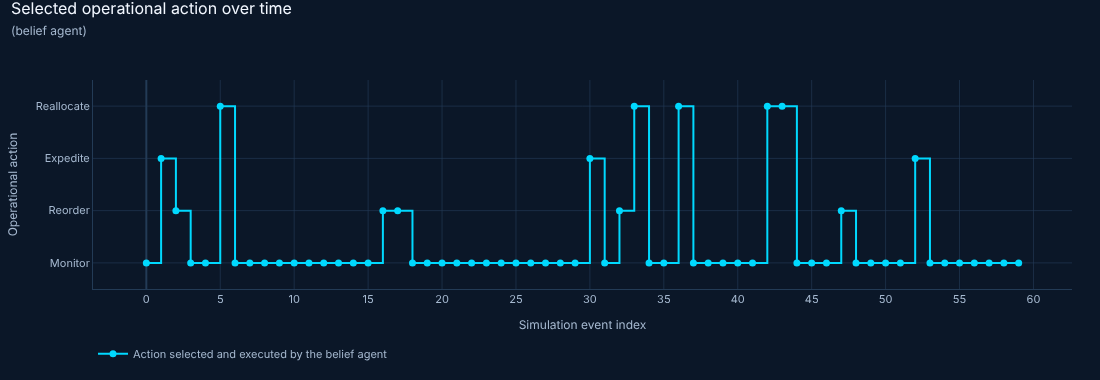 Selected operational action over time
(belief agent)
Operational action
Reallocate
Expedite
Reorder
Monitor
0 5 10 15 20 25 30 35 40 45 50 55 60
Simulation event index
Action selected and executed by the belief agent